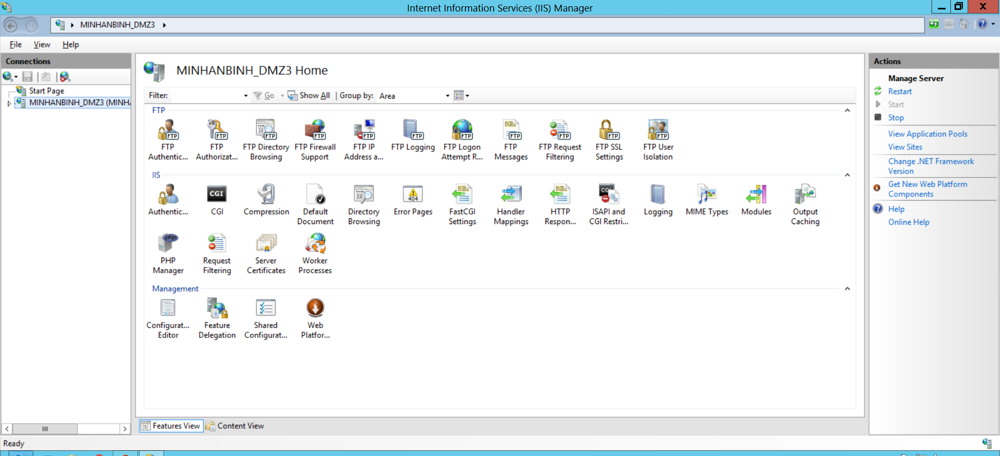 Internet Information Services (IIS) Manager
MINHANBINH_DMZ3
File View Help
Connections
Start Page
MINHANBINH_DMZ3 (MINH
MINHANBINH_DMZ3 Home
Filter: Go Show All Group by: Area
FTP
FTP Authentic...
FTP Authorizat...
FTP Directory Browsing
FTP Firewall Support
FTP IP Address a...
FTP Logging
FTP Logon Attempt R...
FTP Messages
FTP Request Filtering
FTP SSL Settings
FTP User Isolation
IIS
Authentic...
CGI
Compression
Default Document
Directory Browsing
Error Pages
FastCGI Settings
Handler Mappings
HTTP Respon...
ISAPI and CGI Restri...
Logging
MIME Types
Modules
Output Caching
PHP Manager
Request Filtering
Server Certificates
Worker Processes
Management
Configurat... Editor
Feature Delegation
Shared Configurat...
Web Platfor...
Features View Content View
Actions
Manage Server
Restart
Start
Stop
View Application Pools
View Sites
Change .NET Framework
Version
Get New Web Platform
Components
Help
Online Help
Ready